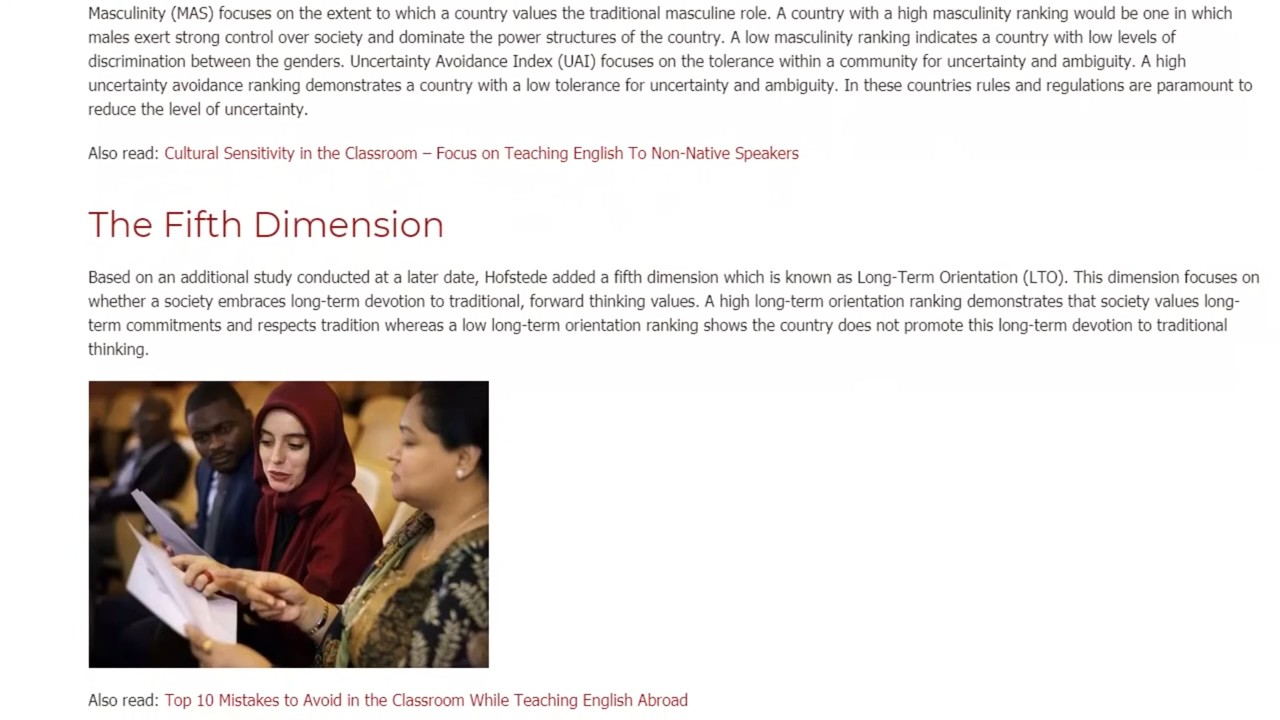 Masculinity (MAS) focuses on the extent to which a country values the traditional masculine role. A country with a high masculinity ranking would be one in which
males exert strong control over society and dominate the power structures of the country. A low masculinity ranking indicates a country with low levels of
discrimination between the genders. Uncertainty Avoidance Index (UAI) focuses on the tolerance within a community for uncertainty and ambiguity. A high
uncertainty avoidance ranking demonstrates a country with a low tolerance for uncertainty and ambiguity. In these countries rules and regulations are paramount to
reduce the level of uncertainty.
Also read: Cultural Sensitivity in the Classroom – Focus on Teaching English To Non-Native Speakers
The Fifth Dimension
Based on an additional study conducted at a later date, Hofstede added a fifth dimension which is known as Long-Term Orientation (LTO). This dimension focuses on
whether a society embraces long-term devotion to traditional, forward thinking values. A high long-term orientation ranking demonstrates that society values long-
term commitments and respects tradition whereas a low long-term orientation ranking shows the country does not promote this long-term devotion to traditional
thinking.
Also read: Top 10 Mistakes to Avoid in the Classroom While Teaching English Abroad